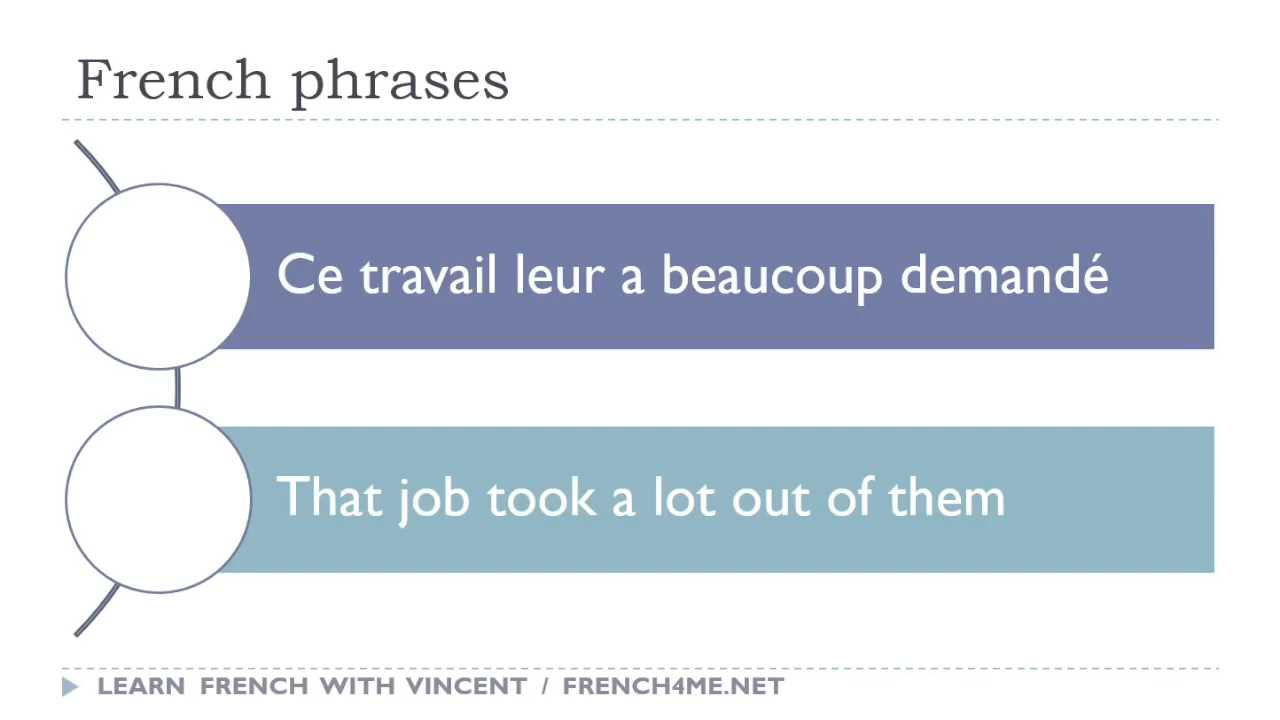 French phrases
Ce travail leur a beaucoup demandé
That job took a lot out of them
LEARN FRENCH WITH VINCENT / FRENCH4ME.NET